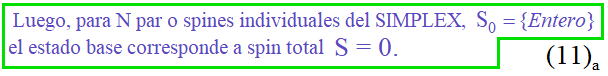 Luego, para N par o spines individuales del SIMPLEX, S₀ = {Entero}
el estado base corresponde a spin total S = 0.
(11)ₐ